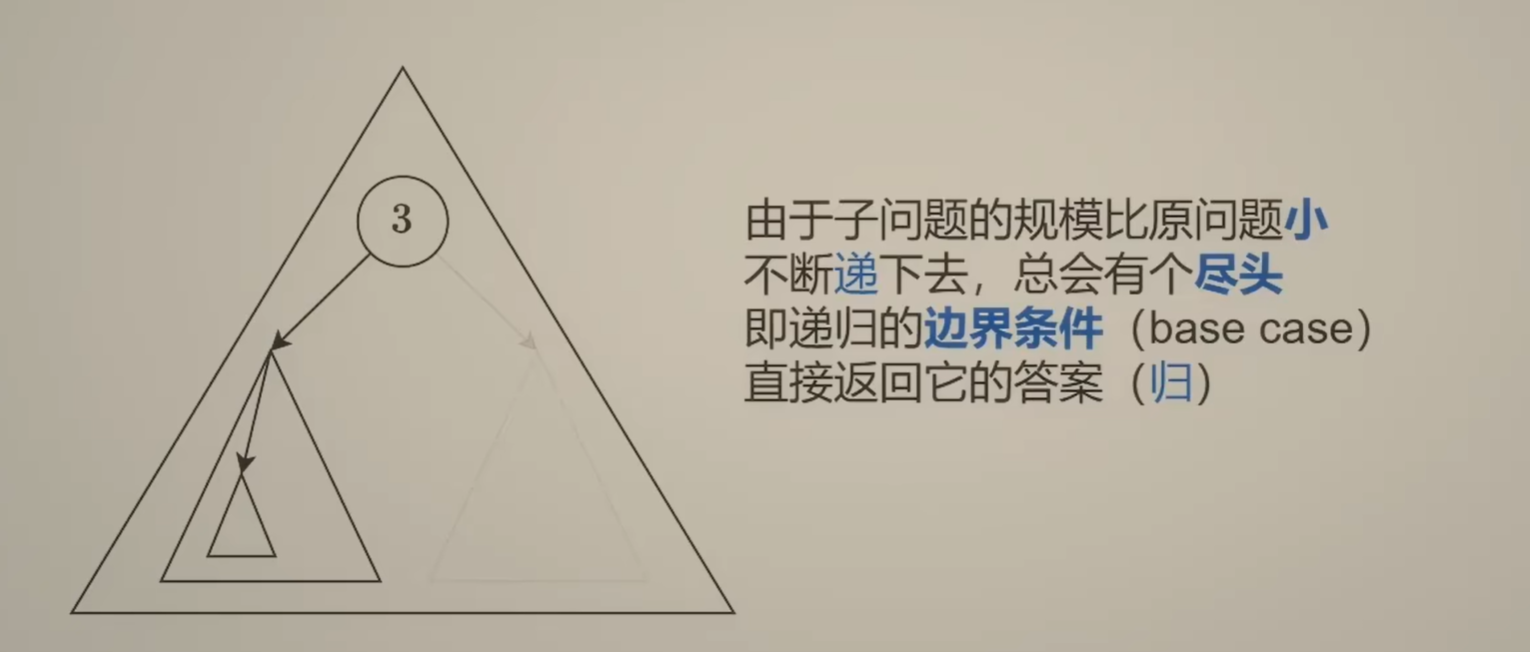 3
由于子问题的规模比原问题小
不断递下去，总会有个尽头
即递归的边界条件（base case）
直接返回它的答案（归）